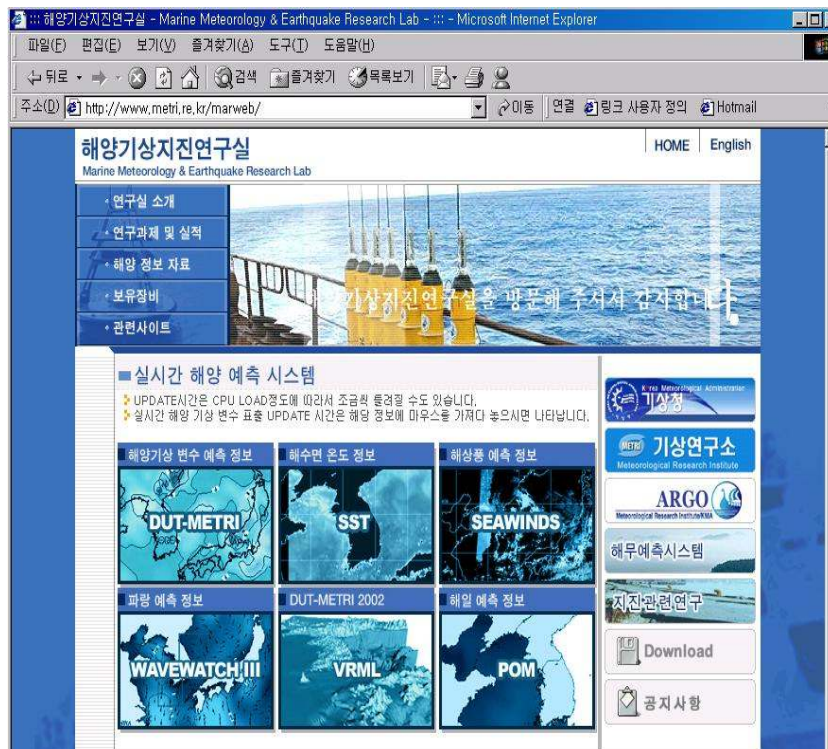 ::: 해양기상지진연구실 - Marine Meteorology & Earthquake Research Lab - ::: - Microsoft Internet Explorer
파일(F) 편집(E) 보기(V) 즐겨찾기(A) 도구(T) 도움말(H)
뒤로 검색 즐겨찾기 목록보기
주소(D) http://www.metri.re.kr/marweb/ 이동 연결 링크 사용자 정의 Hotmail
해양기상지진연구실
Marine Meteorology & Earthquake Research Lab
HOME English
연구실 소개
연구과제 및 실적
해양 정보 자료
보유장비
관련사이트
해양기상지진연구실을 방문해 주셔서 감사합니다.
실시간 해양 예측 시스템
UPDATE시간은 CPU LOAD정도에 따라서 조금씩 틀려질 수도 있습니다.
실시간 해양 기상 변수 표출 UPDATE 시간은 해당 정보에 마우스를 가져다 놓으시면 나타납니다.
해양기상 변수 예측 정보
DUT-METRI
해수면 온도 정보
SST
해상풍 예측 정보
SEAWINDS
파랑 예측 정보
WAVEWATCH III
DUT-METRI 2002
VRML
해일 예측 정보
POM
Korea Meteorological Administration
기상청
METRI 기상연구소
Meteorological Research Institute
ARGO
Meteorological Research Institute/KMA
해무예측시스템
지진관련연구
Download
공지사항